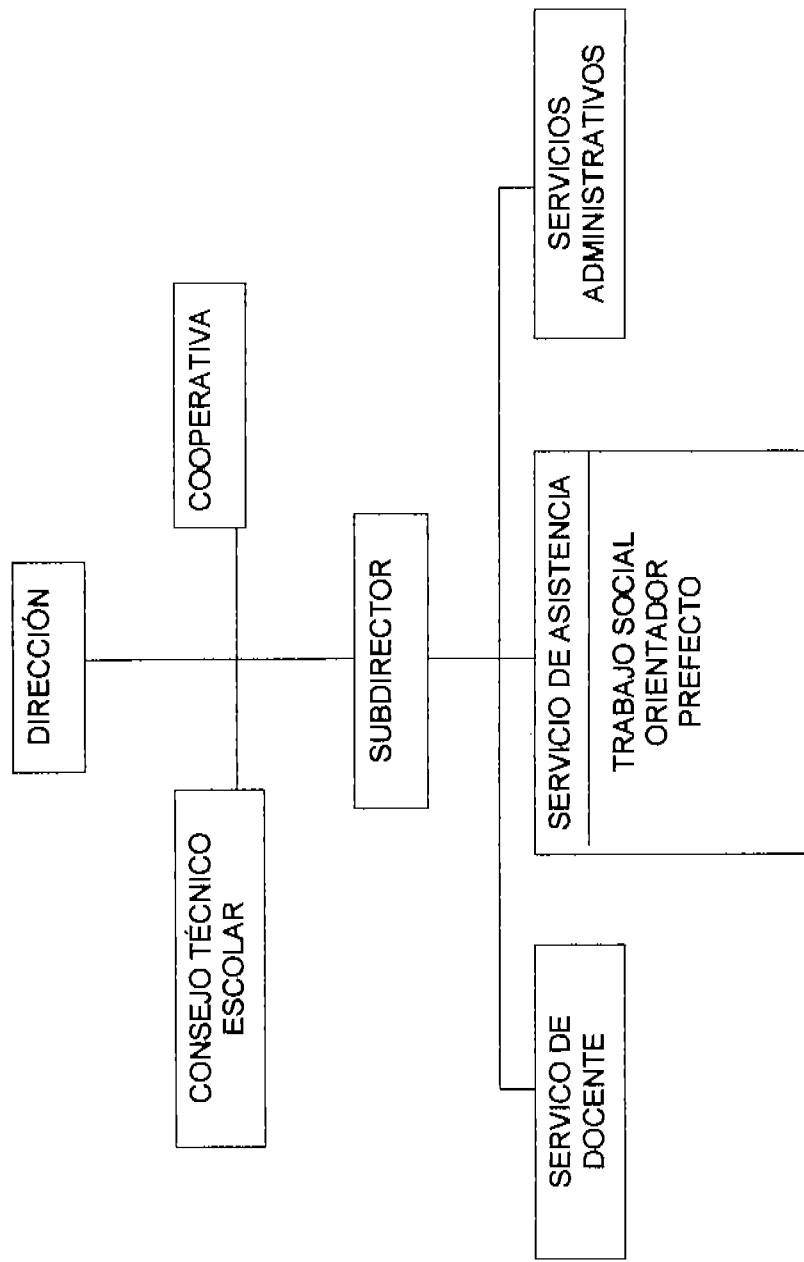 DIRECCIÓN
CONSEJO TÉCNICO
ESCOLAR
COOPERATIVA
SUBDIRECTOR
SERVICO DE
DOCENTE
SERVICIO DE ASISTENCIA
TRABAJO SOCIAL
ORIENTADOR
PREFECTO
SERVICIOS
ADMINISTRATIVOS